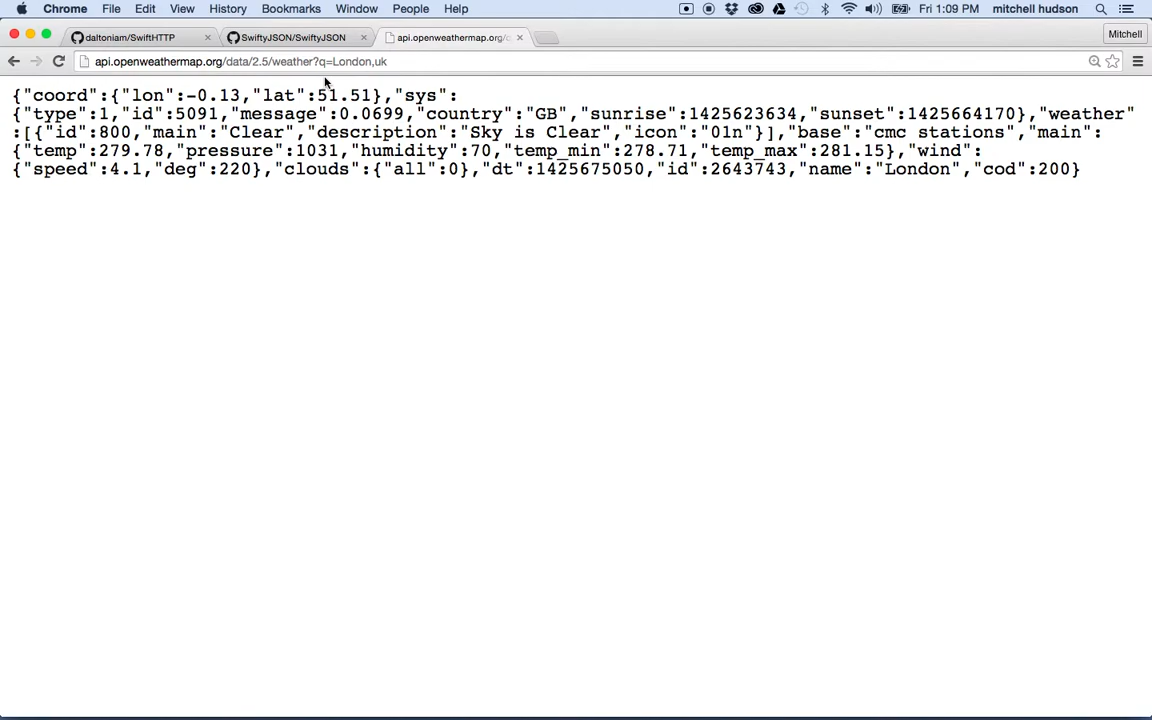 Chrome File Edit View History Bookmarks Window People Help Fri 1:09 PM mitchell hudson
daltoniam/SwiftHTTP SwiftyJSON/SwiftyJSON api.openweathermap.org/ Mitchell
api.openweathermap.org/data/2.5/weather?q=London,uk
{"coord":{"lon":-0.13,"lat":51.51},"sys":
{"type":1,"id":5091,"message":0.0699,"country":"GB","sunrise":1425623634,"sunset":1425664170},"weather"
:[{"id":800,"main":"Clear","description":"Sky is Clear","icon":"01n"}],"base":"cmc stations","main":
{"temp":279.78,"pressure":1031,"humidity":70,"temp_min":278.71,"temp_max":281.15},"wind":
{"speed":4.1,"deg":220},"clouds":{"all":0},"dt":1425675050,"id":2643743,"name":"London","cod":200}